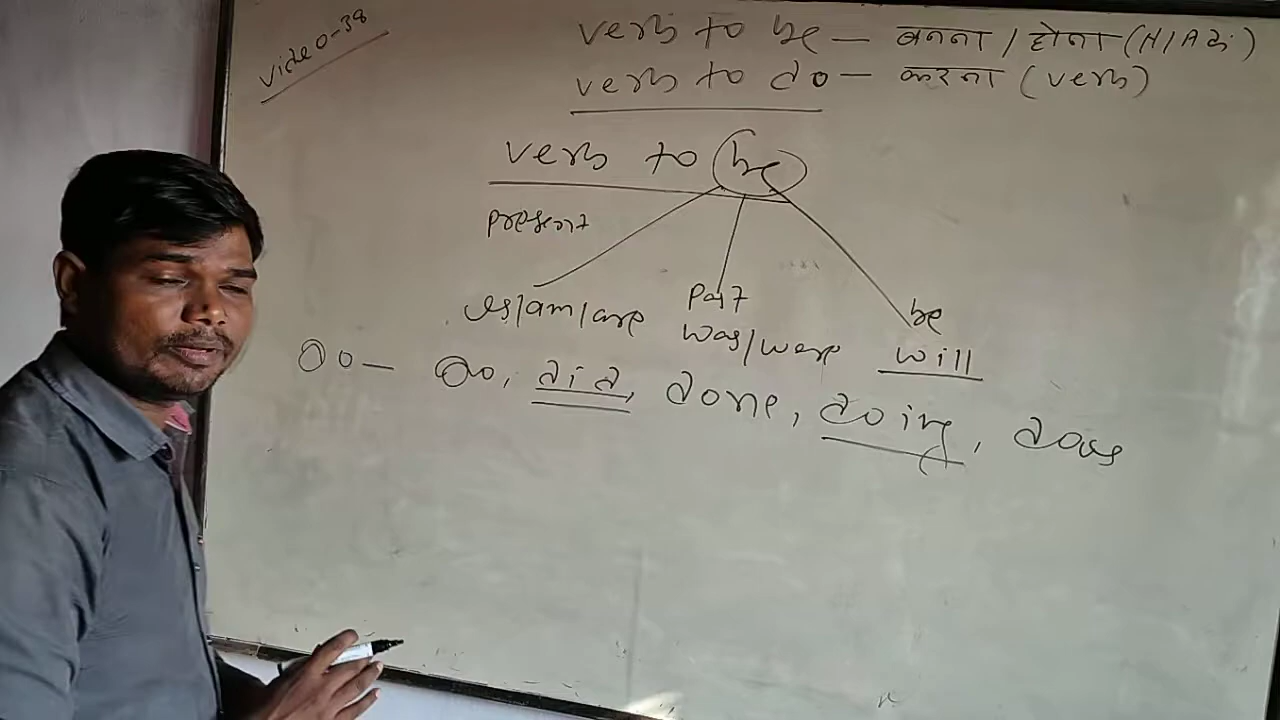 video-38
verb to be — बनना / होना (N/Adj)
verb to do — करना (verb)
verb to be
present
is/am/are
past
was/were
be
will
Do — Do, did, done, doing, does